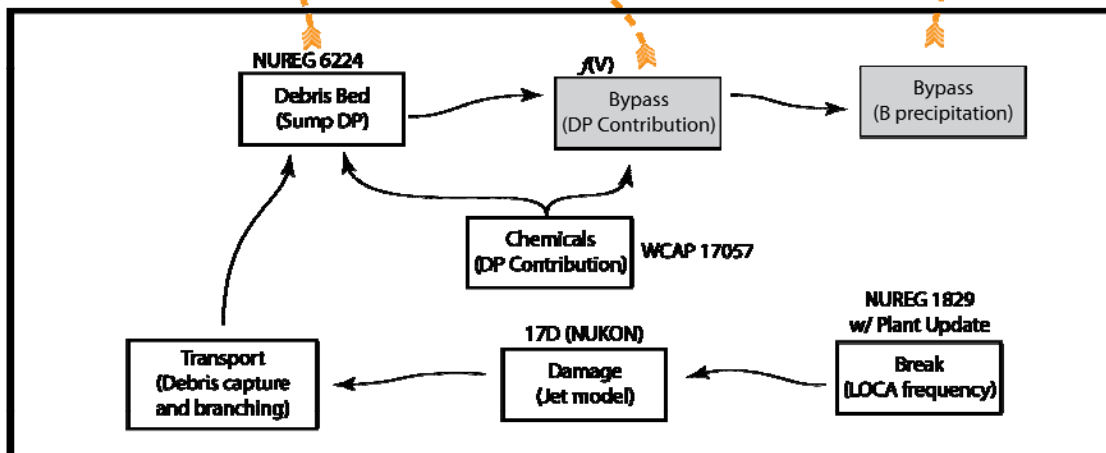 NUREG 6224
Debris Bed
(Sump DP)
f(V)
Bypass
(DP Contribution)
Bypass
(B precipitation)
Chemicals
(DP Contribution)
WCAP 17057
NUREG 1829
w/ Plant Update
Break
(LOCA frequency)
17D (NUKON)
Damage
(Jet model)
Transport
(Debris capture
and branching)